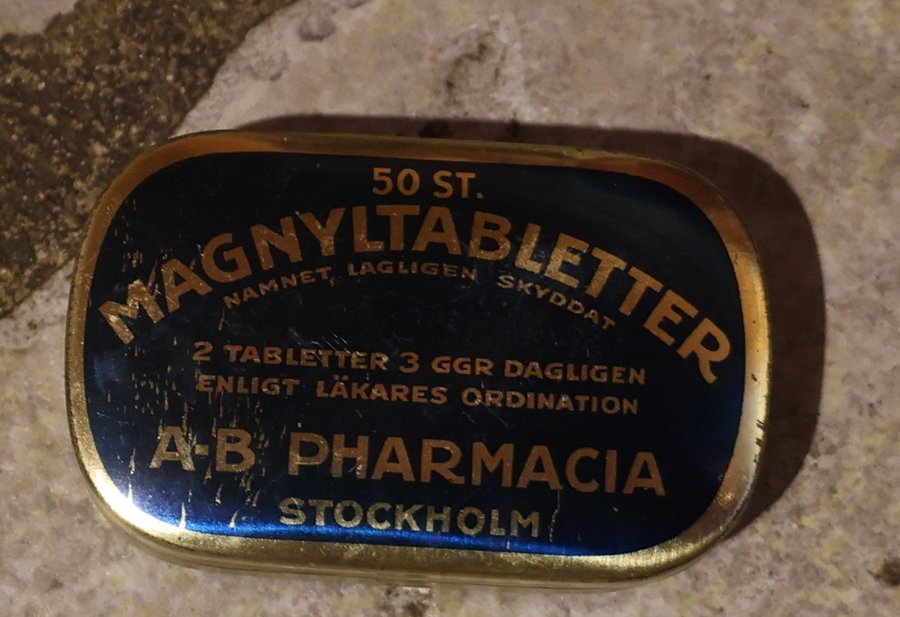 50 ST.
MAGNYLTABLETTER
NAMNET LAGLIGEN SKYDDAT
2 TABLETTER 3 GGR DAGLIGEN
ENLIGT LÄKARES ORDINATION
A-B PHARMACIA
STOCKHOLM